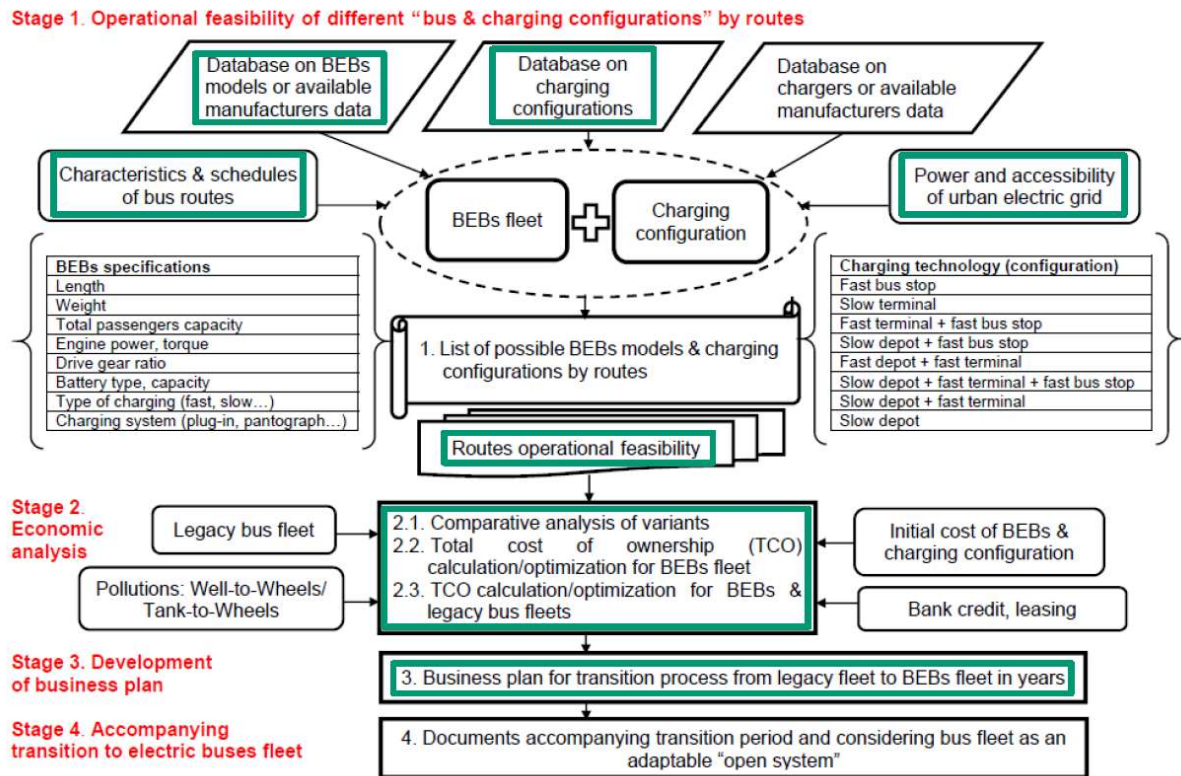 Stage 1. Operational feasibility of different “bus & charging configurations” by routes
Database on BEBs
models or available
manufacturers data
Database on
charging
configurations
Database on
chargers or available
manufacturers data
Characteristics & schedules
of bus routes
BEBs fleet
Charging
configuration
Power and accessibility
of urban electric grid
BEBs specifications
Length
Weight
Total passengers capacity
Engine power, torque
Drive gear ratio
Battery type, capacity
Type of charging (fast, slow…)
Charging system (plug-in, pantograph…)
1. List of possible BEBs models & charging
configurations by routes
Charging technology (configuration)
Fast bus stop
Slow terminal
Fast terminal + fast bus stop
Slow depot + fast bus stop
Fast depot + fast terminal
Slow depot + fast terminal + fast bus stop
Slow depot + fast terminal
Slow depot
Routes operational feasibility
Stage 2.
Economic
analysis
Legacy bus fleet
Pollutions: Well-to-Wheels/
Tank-to-Wheels
2.1. Comparative analysis of variants
2.2. Total cost of ownership (TCO)
calculation/optimization for BEBs fleet
2.3. TCO calculation/optimization for BEBs &
legacy bus fleets
Initial cost of BEBs &
charging configuration
Bank credit, leasing
Stage 3. Development
of business plan
3. Business plan for transition process from legacy fleet to BEBs fleet in years
Stage 4. Accompanying
transition to electric buses fleet
4. Documents accompanying transition period and considering bus fleet as an
adaptable “open system”